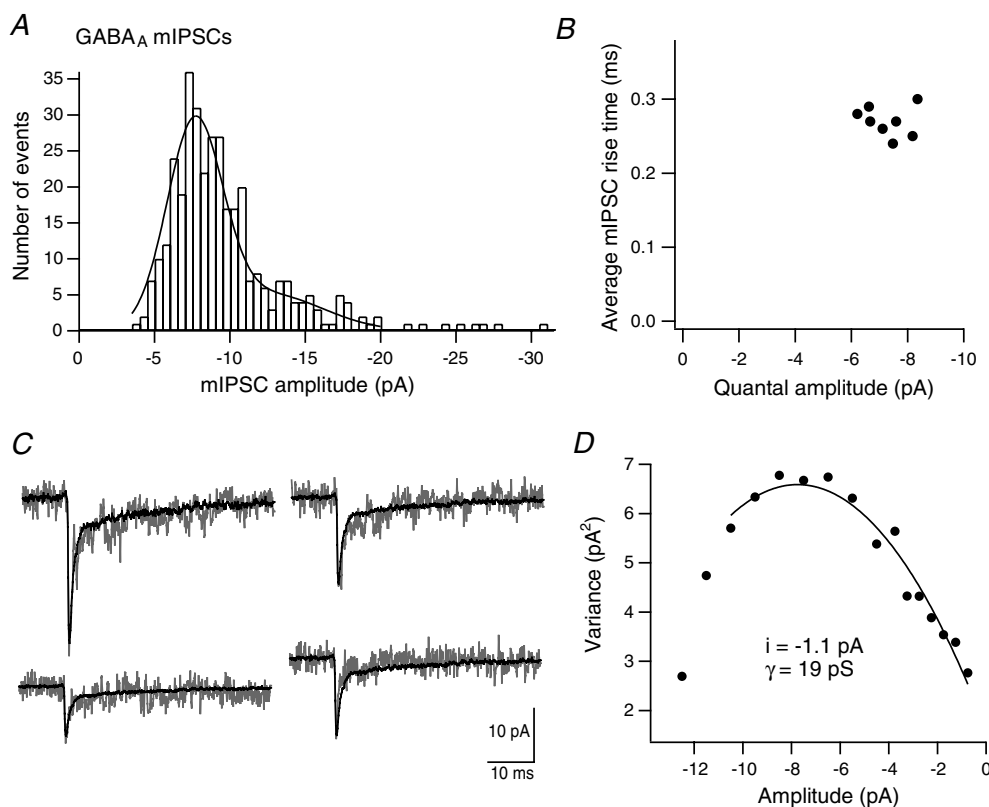 A
GABA_A mIPSCs
Number of events
35
30
25
20
15
10
5
0
0 -5 -10 -15 -20 -25 -30
mIPSC amplitude (pA)
B
Average mIPSC rise time (ms)
0.3
0.2
0.1
0.0
0 -2 -4 -6 -8 -10
Quantal amplitude (pA)
C
10 pA
10 ms
D
Variance (pA²)
7
6
5
4
3
2
i = -1.1 pA
γ = 19 pS
-12 -10 -8 -6 -4 -2 0
Amplitude (pA)